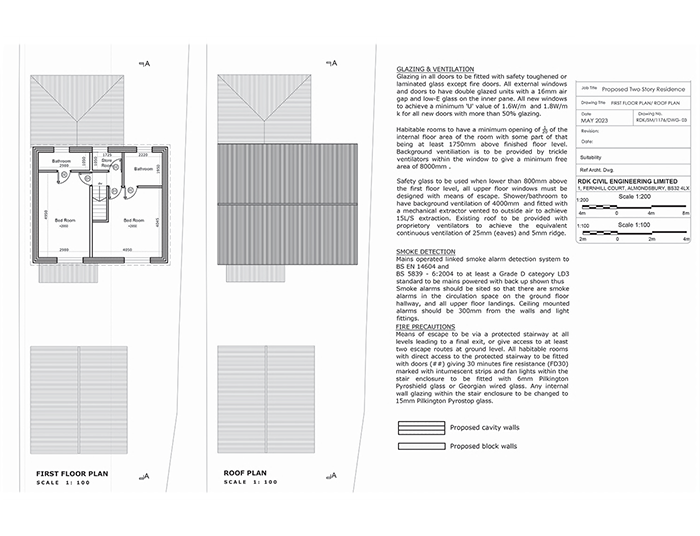 A
A
Bathroom
1225
1725
2225
Bathroom
Store Room
Bed Room
Bed Room
2980
4050
FIRST FLOOR PLAN
SCALE 1: 100
A
ROOF PLAN
SCALE 1: 100
A
GLAZING & VENTILATION
Glazing in all doors to be fitted with safety toughened or
laminated glass except fire doors. All external windows
and doors to have double glazed units with a 16mm air
gap and low-E glass on the inner pane. All new windows
to achieve a minimum 'U' value of 1.6W/m and 1.8W/m
k for all new doors with more than 50% glazing.
Habitable rooms to have a minimum opening of 1/20 of the
internal floor area of the room with some part of that
being at least 1750mm above finished floor level.
Background ventiliation is to be provided by trickle
ventilators within the window to give a minimum free
area of 8000mm .
Safety glass to be used when lower than 800mm above
the first floor level, all upper floor windows must be
designed with means of escape. Shower/bathroom to
have background ventilation of 4000mm and fitted with
a mechanical extractor vented to outside air to achieve
15L/S extraction. Existing roof to be provided with
proprietory ventilators to achieve the equivalent
continuous ventilation of 25mm (eaves) and 5mm ridge.
SMOKE DETECTION
Mains operated linked smoke alarm detection system to
BS EN 14604 and
BS 5839 - 6:2004 to at least a Grade D category LD3
standard to be mains powered with back up shown thus
Smoke alarms should be sited so that there are smoke
alarms in the circulation space on the ground floor
hallway, and all upper floor landings. Ceiling mounted
alarms should be 300mm from the walls and light
fittings.
FIRE PRECAUTIONS
Means of escape to be via a protected stairway at all
levels leading to a final exit, or give access to at least
two escape routes at ground level. All habitable rooms
with direct access to the protected stairway to be fitted
with doors (##) giving 30 minutes fire resistance (FD30)
marked with intumescent strips and fan lights within the
stair enclosure to be fitted with 6mm Pilkington
Pyroshield glass or Georgian wired glass. Any internal
wall glazing within the stair enclosure to be changed to
15mm Pilkington Pyrostop glass.
Proposed cavity walls
Proposed block walls
Job Title Proposed Two Story Residence
Drawing Title FIRST FLOOR PLAN/ ROOF PLAN
Date MAY 2023
Drawing No. RDK/SM/1176/DWG- 03
Revision:
Date:
Suitability
Ref Archt. Dwg.
RDK CIVIL ENGINEERING LIMITED
1, FERNHILL COURT, ALMONDSBURY, BS32 4LX
1:200 Scale 1:200
4m 0 4m 8m
1:100 Scale 1:100
2m 0 2m 4m